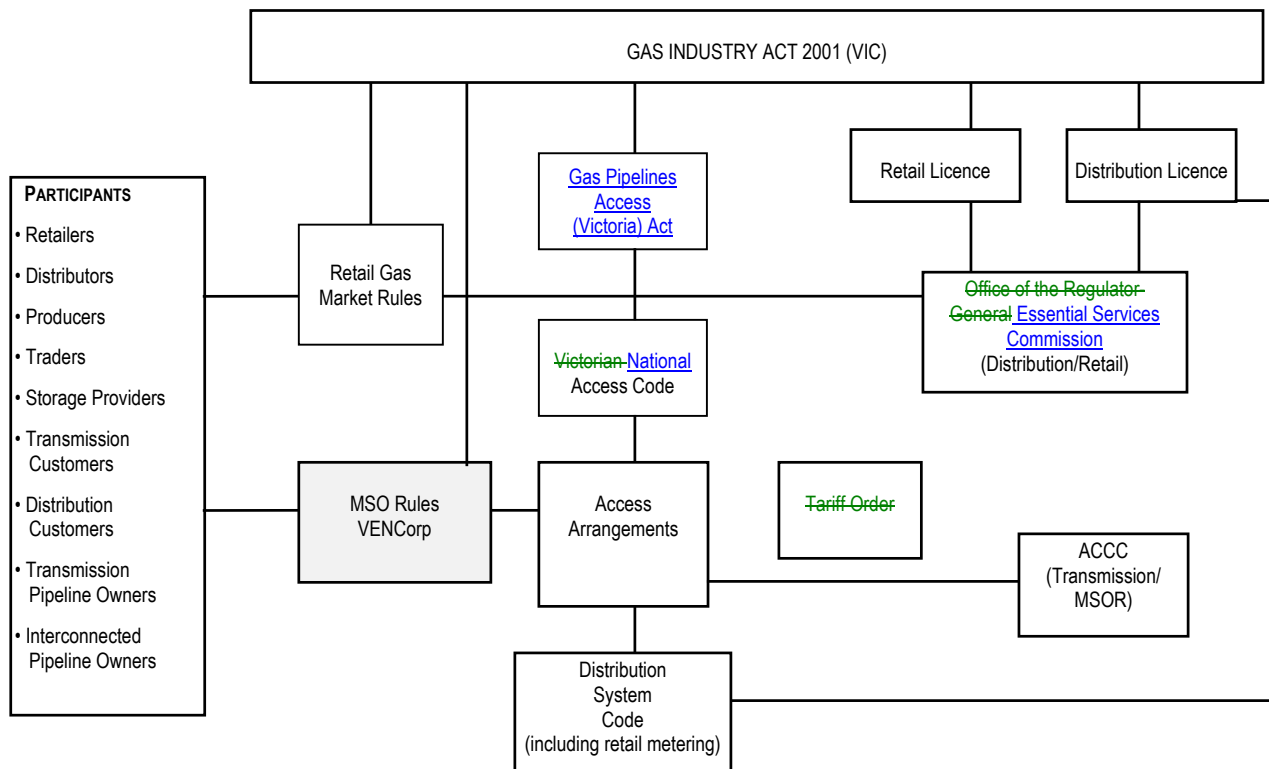 GAS INDUSTRY ACT 2001 (VIC)
PARTICIPANTS
• Retailers
• Distributors
• Producers
• Traders
• Storage Providers
• Transmission
Customers
• Distribution
Customers
• Transmission
Pipeline Owners
• Interconnected
Pipeline Owners
Retail Gas
Market Rules
MSO Rules
VENCorp
Gas Pipelines
Access
(Victoria) Act
Victorian National
Access Code
Access
Arrangements
Distribution
System
Code
(including retail metering)
Retail Licence
Distribution Licence
Office of the Regulator-
General Essential Services
Commission
(Distribution/Retail)
Tariff Order
ACCC
(Transmission/
MSOR)